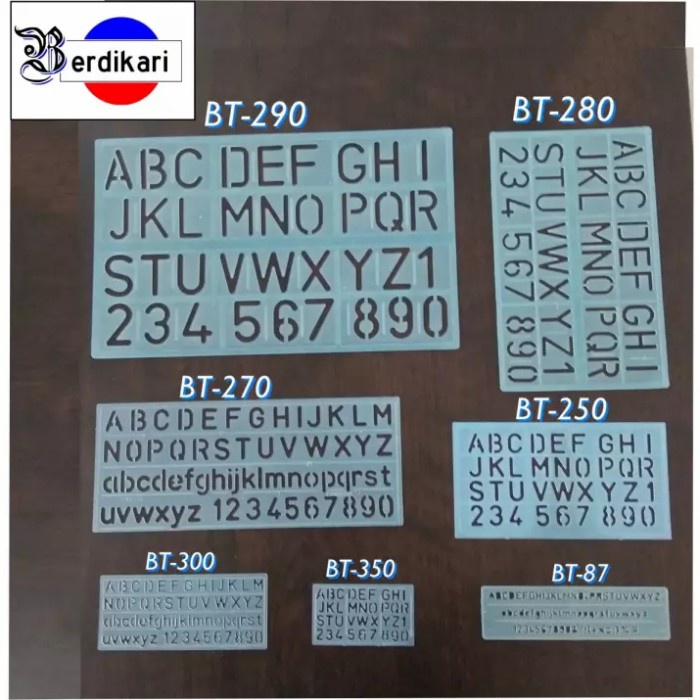 Berdikari
BT-290
ABC DEF GHI
JKL MNO PQR
STU VWX YZ1
234 567 890
BT-280
ABC DEF GHI
JKL MNO PQR
STU VWX YZ1
234 567 890
BT-270
ABCDEFGHIJKLM
NOPQRSTUVWXYZ
abcdefghijklmnopqrst
uvwxyz 1234567890
BT-250
ABC DEF GHI
JKL MNO PQR
STU VWX YZ1
234 567 890
BT-300
ABCDEFGHIJKLM
NOPQRSTUVWXYZ
abcdefghijklmnopqrst
uvwxyz 1234567890
BT-350
ABC DEF GHI
JKL MNO PQR
STU VWX YZ1
234 567 890
BT-87
ABCDEFGHIJKLMNOPQRSTUVWXYZ
abcdefghijklmnopqrstuvwxyz
1234567890